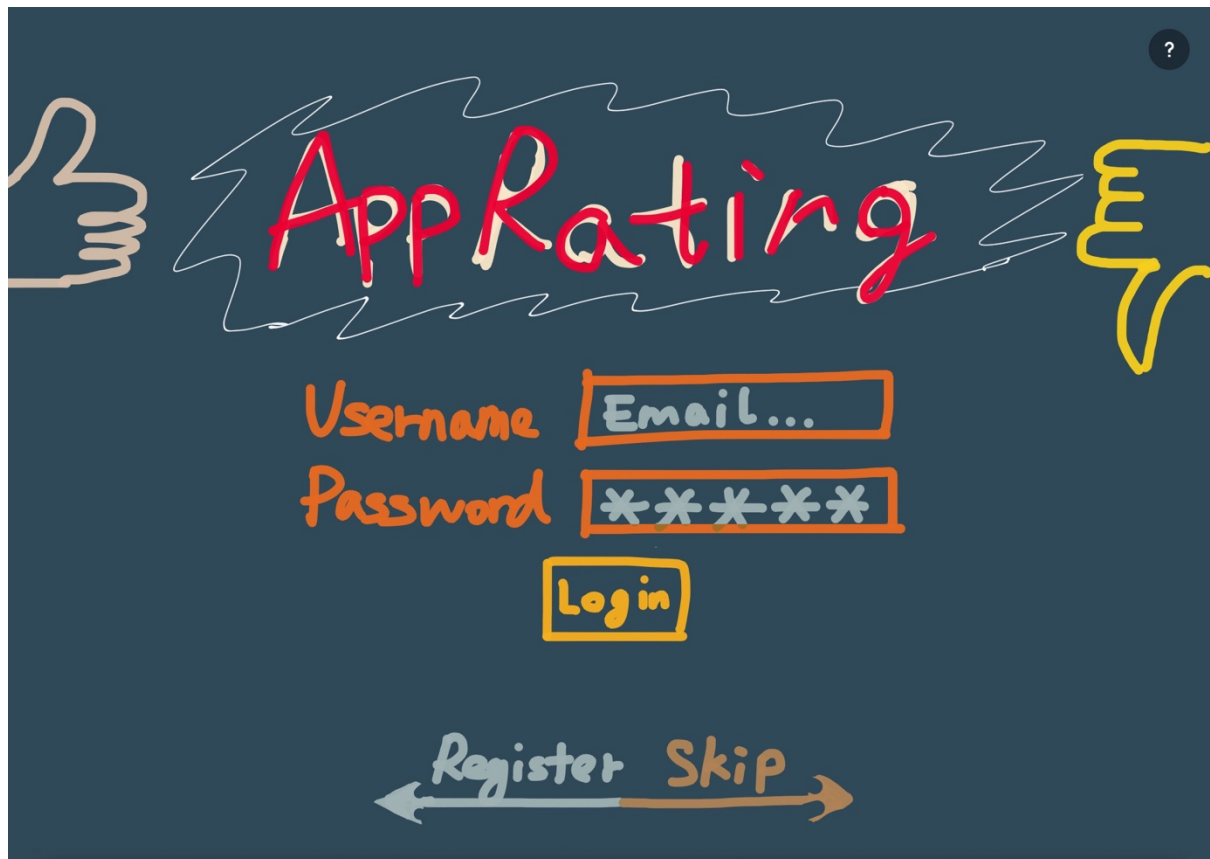 ?
AppRating
Username Email...
Password *****
Login
Register Skip